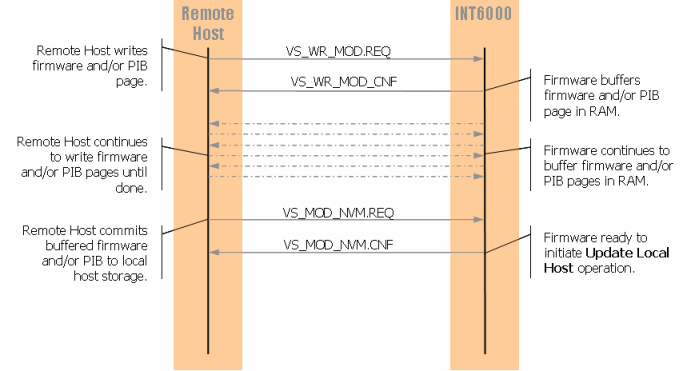 Remote
Host
INT6000
Remote Host writes
firmware and/or PIB
page.
VS_WR_MOD.REQ
VS_WR_MOD_CNF
Firmware buffers
firmware and/or PIB
page in RAM.
Remote Host continues
to write firmware
and/or PIB pages until
done.
Firmware continues to
buffer firmware and/or
PIB pages in RAM.
Remote Host commits
buffered firmware
and/or PIB to local
host storage.
VS_MOD_NVM.REQ
VS_MOD_NVM.CNF
Firmware ready to
initiate Update Local
Host operation.